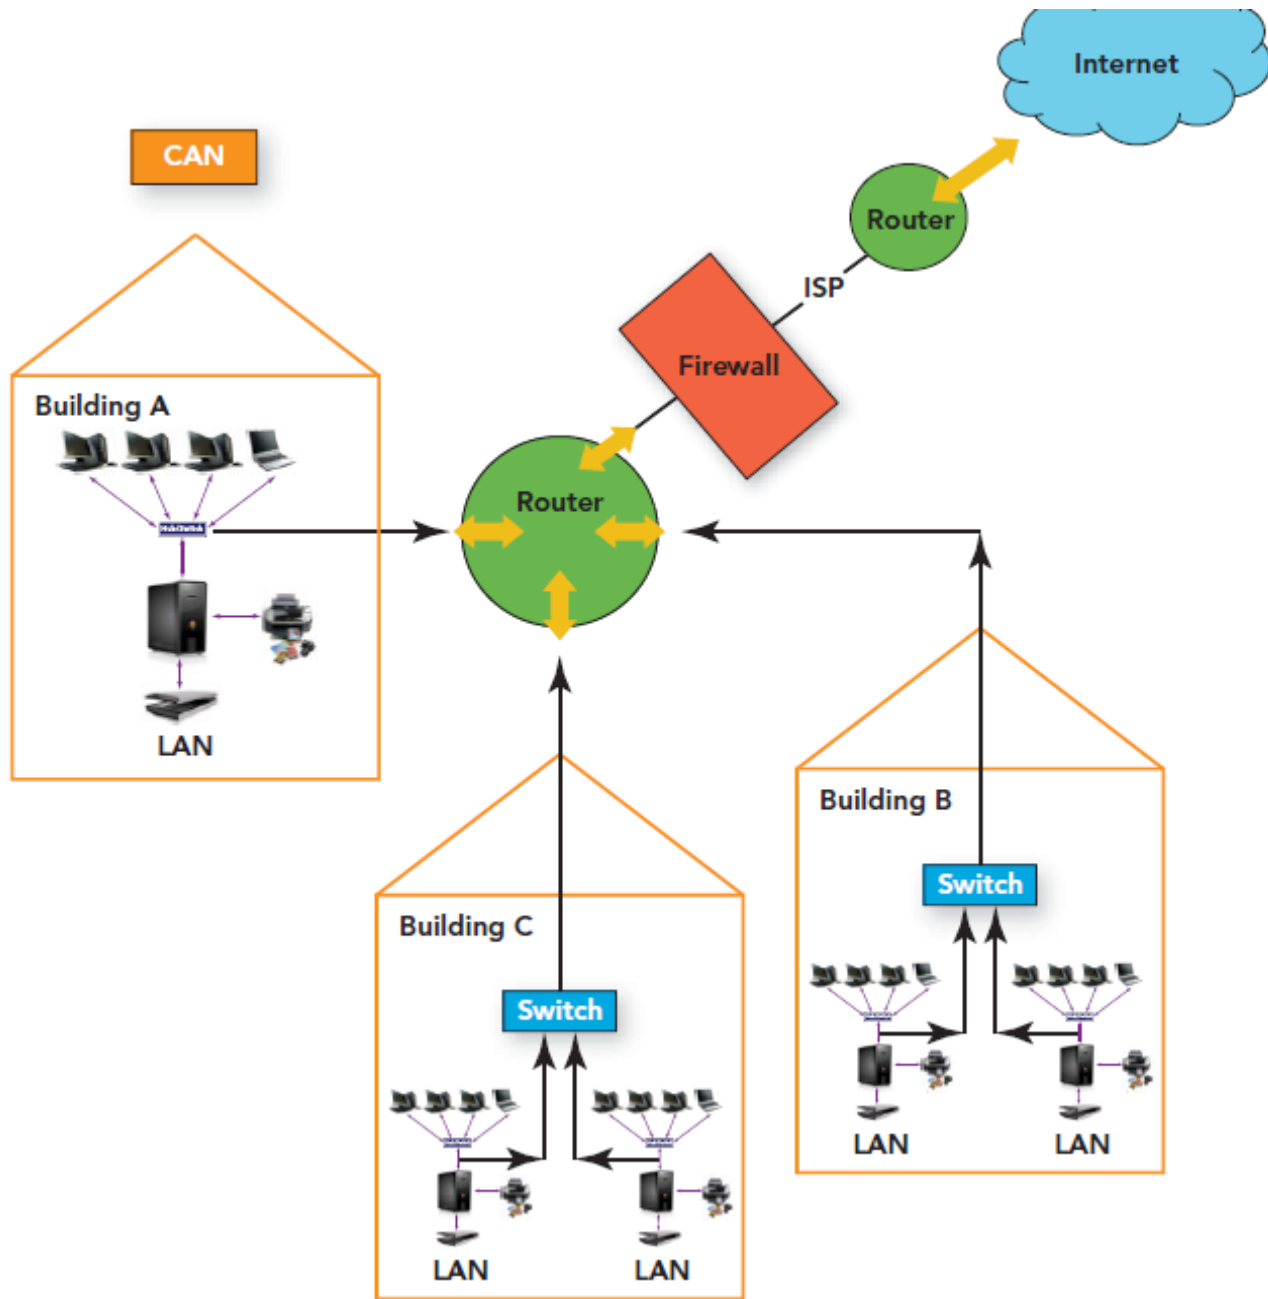 Internet
CAN
Router
ISP
Firewall
Building A
Router
LAN
Building B
Switch
Building C
Switch
LAN
LAN
LAN
LAN